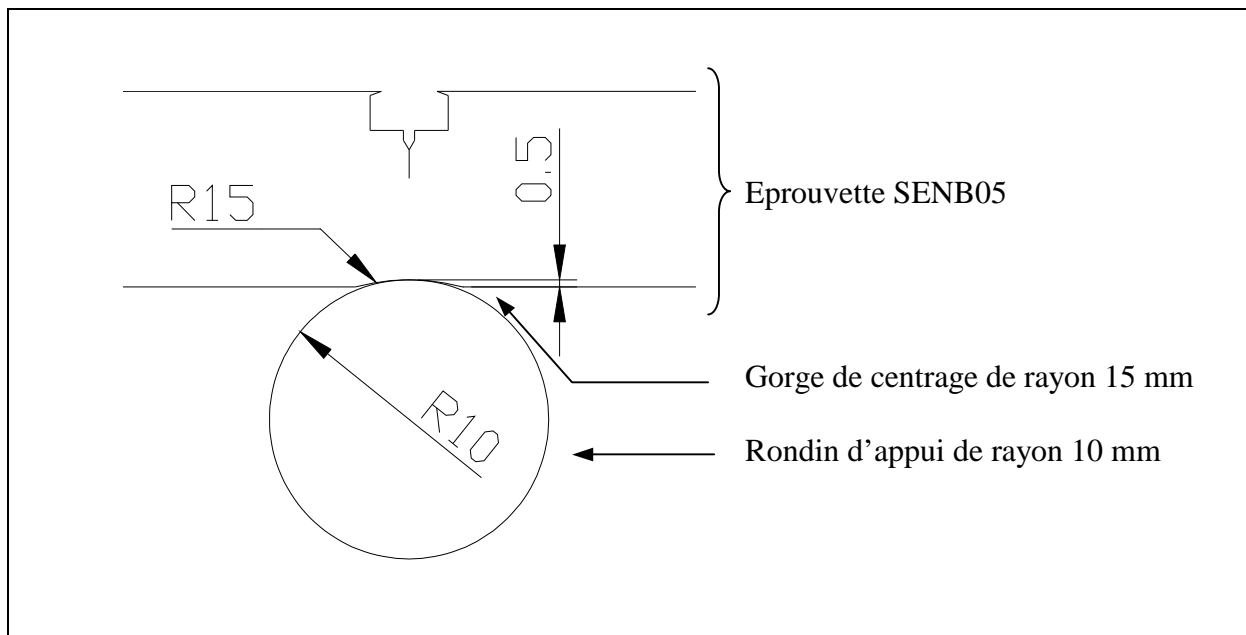 0.5
Eprouvette SENB05
R15
Gorge de centrage de rayon 15 mm
R10
Rondin d’appui de rayon 10 mm